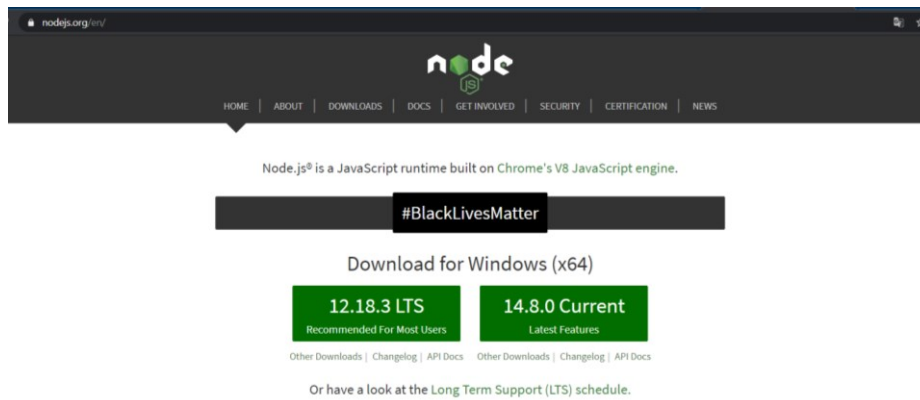 nodejs.org/en/
node
JS
HOME | ABOUT | DOWNLOADS | DOCS | GET INVOLVED | SECURITY | CERTIFICATION | NEWS
Node.js® is a JavaScript runtime built on Chrome's V8 JavaScript engine.
#BlackLivesMatter
Download for Windows (x64)
12.18.3 LTS 14.8.0 Current
Recommended For Most Users Latest Features
Other Downloads | Changelog | API Docs Other Downloads | Changelog | API Docs
Or have a look at the Long Term Support (LTS) schedule.